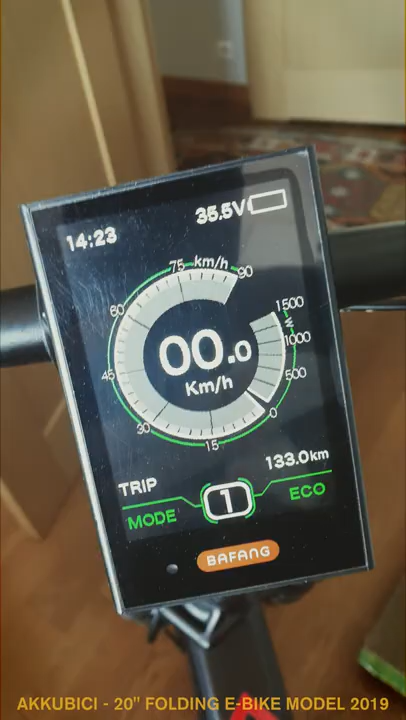 35.5V
14:23
75 km/h 90
60
1500
W
1000
45
500
00.0
Km/h
30
0
15
TRIP
133.0km
MODE
1
ECO
BAFANG
AKKUBICI - 20" FOLDING E-BIKE MODEL 2019